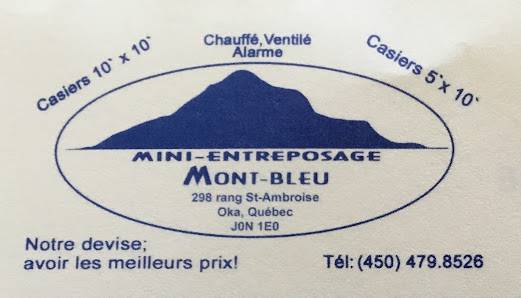 Casiers 10` x 10`
Chauffé, Ventilé
Alarme
Casiers 5`x 10`
MINI-ENTREPOSAGE
MONT-BLEU
298 rang St-Ambroise
Oka, Québec
J0N 1E0
Notre devise;
avoir les meilleurs prix!
Tél: (450) 479.8526